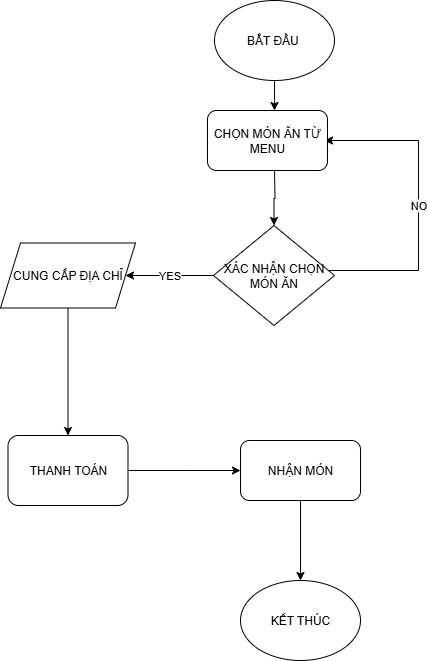 BẮT ĐẦU
CHỌN MÓN ĂN TỪ
MENU
NO
XÁC NHẬN CHỌN
MÓN ĂN
YES
CUNG CẤP ĐỊA CHỈ
THANH TOÁN
NHẬN MÓN
KẾT THÚC